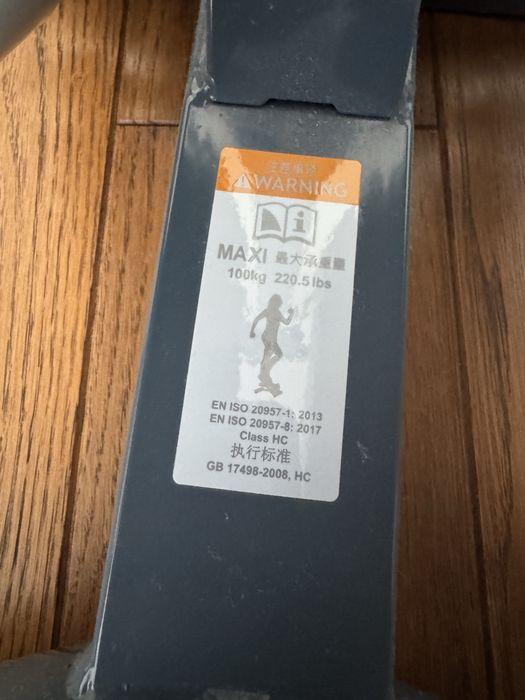 注意事项
WARNING
MAXI 最大承重量
100kg 220.5lbs
EN ISO 20957-1: 2013
EN ISO 20957-8: 2017
Class HC
执行标准
GB 17498-2008, HC